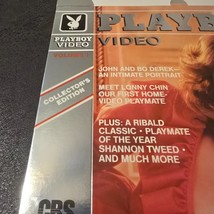 PLAYB
PLAYBOY
VIDEO
VIDEO
COLLECTOR'S
EDITION
JOHN AND BO DEREK-
AN INTIMATE PORTRAIT
MEET LONNY CHIN
OUR FIRST HOME-
VIDEO PLAYMATE
PLUS: A RIBALD
CLASSIC • PLAYMATE
OF THE YEAR
SHANNON TWEED •
AND MUCH MORE
CBS